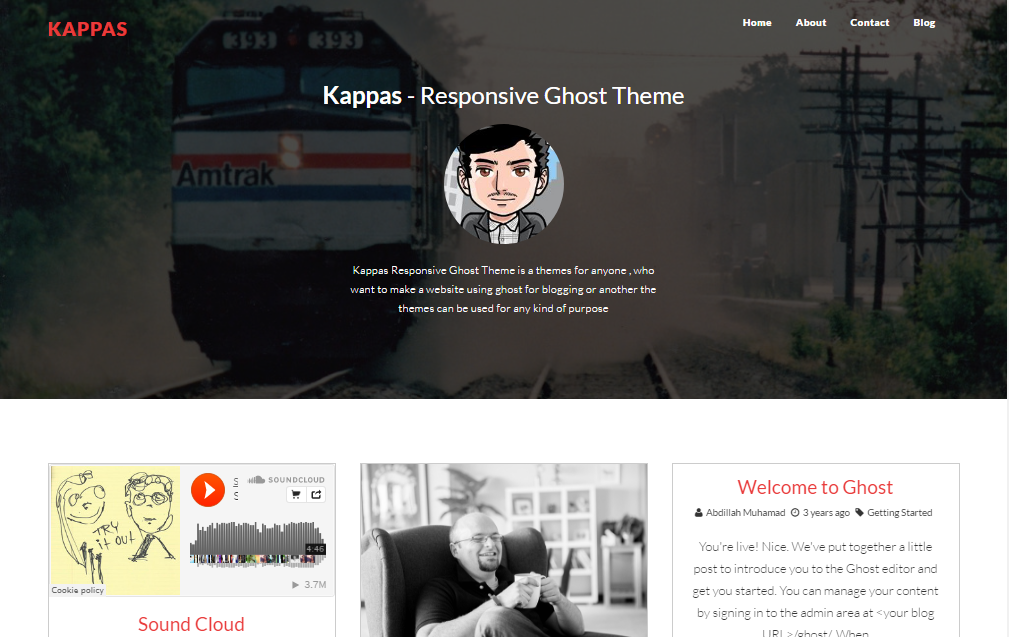 KAPPAS
Home About Contact Blog
393 393
Kappas - Responsive Ghost Theme
Amtrak
Kappas Responsive Ghost Theme is a themes for anyone , who
want to make a website using ghost for blogging or another the
themes can be used for any kind of purpose
SOUNDCLOUD
TRY
it OUT
4:46
Cookie policy
3.7M
Sound Cloud
Welcome to Ghost
Abdillah Muhamad 3 years ago Getting Started
You're live! Nice. We've put together a little
post to introduce you to the Ghost editor and
get you started. You can manage your content
by signing in to the admin area at <your blog
URL>/ghost/. When